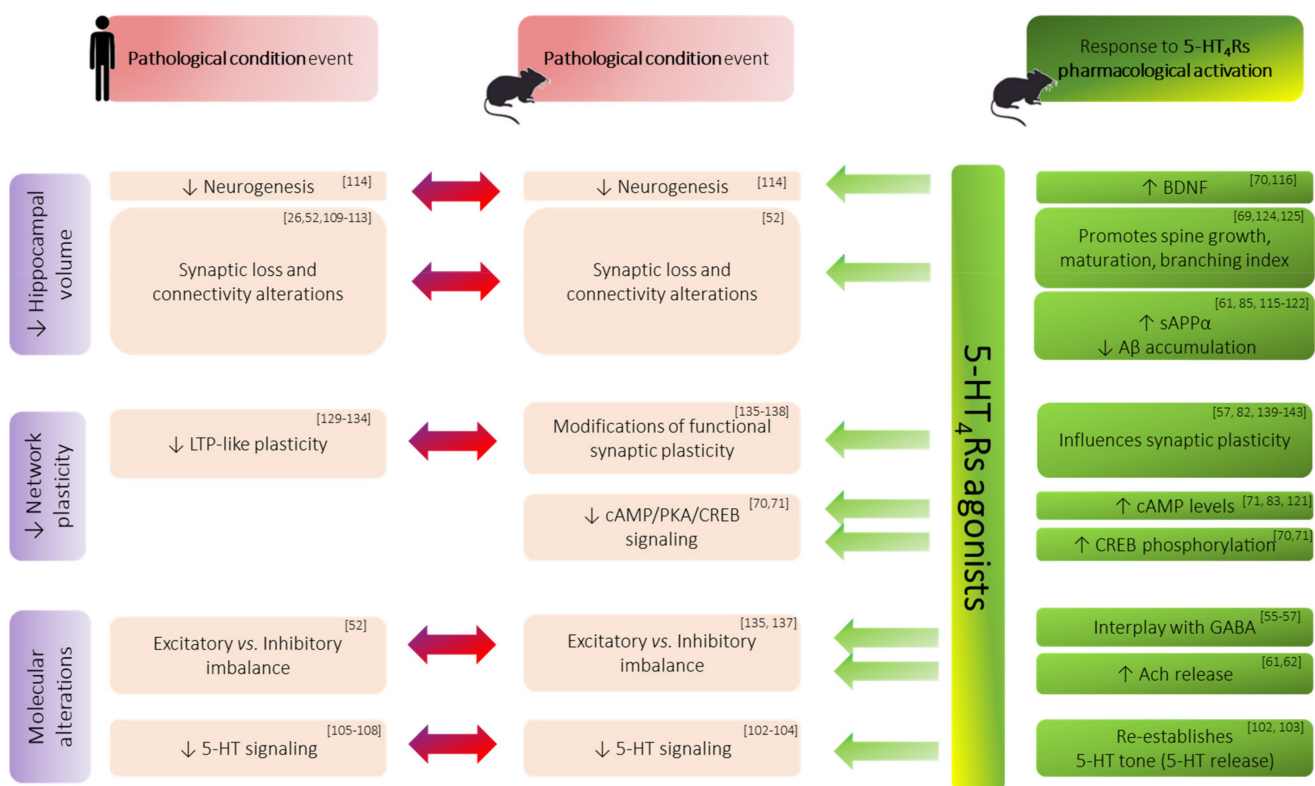 Pathological condition event
Pathological condition event
Response to 5-HT₄Rs
pharmacological activation
↓ Hippocampal
volume
↓ Neurogenesis [114]
[26,52,109-113]
Synaptic loss and
connectivity alterations
↓ Neurogenesis [114]
[52]
Synaptic loss and
connectivity alterations
↑ BDNF [70,116]
[69,124,125]
Promotes spine growth,
maturation, branching index
[61, 85, 115-122]
↑ sAPPα
↓ Aβ accumulation
5-HT₄Rs agonists
↓ Network
plasticity
[129-134]
↓ LTP-like plasticity
[135-138]
Modifications of functional
synaptic plasticity
[70,71]
↓ cAMP/PKA/CREB
signaling
[57, 82, 139-143]
Influences synaptic plasticity
↑ cAMP levels [71, 83, 121]
↑ CREB phosphorylation [70,71]
Molecular
alterations
[52]
Excitatory vs. Inhibitory
imbalance
[135, 137]
Excitatory vs. Inhibitory
imbalance
[55-57]
Interplay with GABA
[61,62]
↑ Ach release
[105-108]
↓ 5-HT signaling
[102-104]
↓ 5-HT signaling
[102, 103]
Re-establishes
5-HT tone (5-HT release)